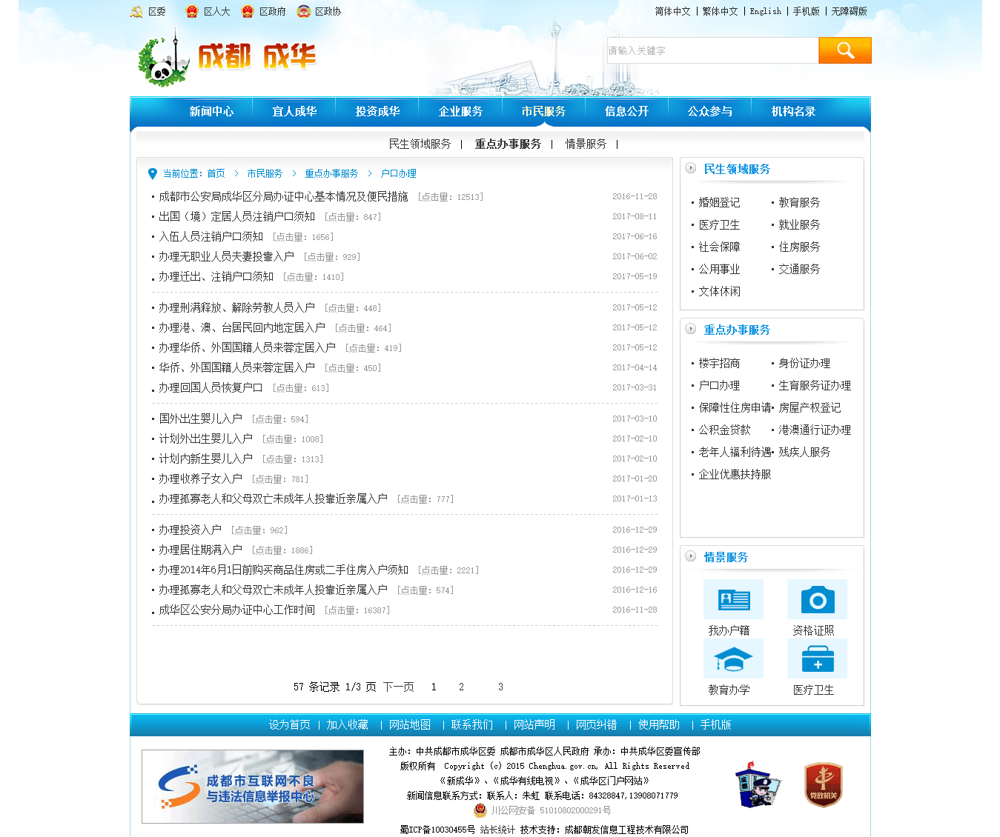 区委 区人大 区政府 区政协 简体中文 | 繁体中文 | English | 手机版 | 无障碍版
成都 成华
请输入关键字
新闻中心 宜人成华 投资成华 企业服务 市民服务 信息公开 公众参与 机构名录
民生领域服务 | 重点办事服务 | 情景服务 |
当前位置：首页 > 市民服务 > 重点办事服务 > 户口办理
成都市公安局成华区分局办证中心基本情况及便民措施 [点击量：12513] 2016-11-28
出国（境）定居人员注销户口须知 [点击量：847] 2017-08-11
入伍人员注销户口须知 [点击量：1656] 2017-06-16
办理无职业人员夫妻投靠入户 [点击量：929] 2017-06-02
办理迁出、注销户口须知 [点击量：1410] 2017-05-19
办理刑满释放、解除劳教人员入户 [点击量：448] 2017-05-12
办理港、澳、台居民回内地定居入户 [点击量：464] 2017-05-12
办理华侨、外国国籍人员来蓉定居入户 [点击量：419] 2017-05-12
华侨、外国国籍人员来蓉定居入户 [点击量：450] 2017-04-14
办理回国人员恢复户口 [点击量：613] 2017-03-31
国外出生婴儿入户 [点击量：594] 2017-03-10
计划外出生婴儿入户 [点击量：1008] 2017-02-10
计划内新生婴儿入户 [点击量：1313] 2017-02-10
办理收养子女入户 [点击量：781] 2017-01-20
办理孤寡老人和父母双亡未成年人投靠近亲属入户 [点击量：777] 2017-01-13
办理投资入户 [点击量：962] 2016-12-29
办理居住期满入户 [点击量：1886] 2016-12-29
办理2014年6月1日前购买商品住房或二手住房入户须知 [点击量：2221] 2016-12-29
办理孤寡老人和父母双亡未成年人投靠近亲属入户 [点击量：574] 2016-12-16
成华区公安分局办证中心工作时间 [点击量：16387] 2016-11-28
57 条记录 1/3 页 下一页 1 2 3
民生领域服务
婚姻登记 教育服务
医疗卫生 就业服务
社会保障 住房服务
公用事业 交通服务
文体休闲
重点办事服务
楼宇招商 身份证办理
户口办理 生育服务证办理
保障性住房申请 房屋产权登记
公积金贷款 港澳通行证办理
老年人福利待遇 残疾人服务
企业优惠扶持服
情景服务
我办户籍 资格证照
教育办学 医疗卫生
设为首页 | 加入收藏 | 网站地图 | 联系我们 | 网站声明 | 网页纠错 | 使用帮助 | 手机版
成都市互联网不良
与违法信息举报中心
主办：中共成都市成华区委 成都市成华区人民政府 承办：中共成华区委宣传部
版权所有 Copyright (c) 2015 Chenghua.gov.cn, All Rights Reserved
《新成华》、《成华有线电视》、《成华区门户网站》
新闻信息联系方式：联系人：朱虹 联系电话：84328847,13908071779
川公网安备 51010802000291号
蜀ICP备10030455号 站长统计 技术支持：成都朝发信息工程技术有限公司
党政机关